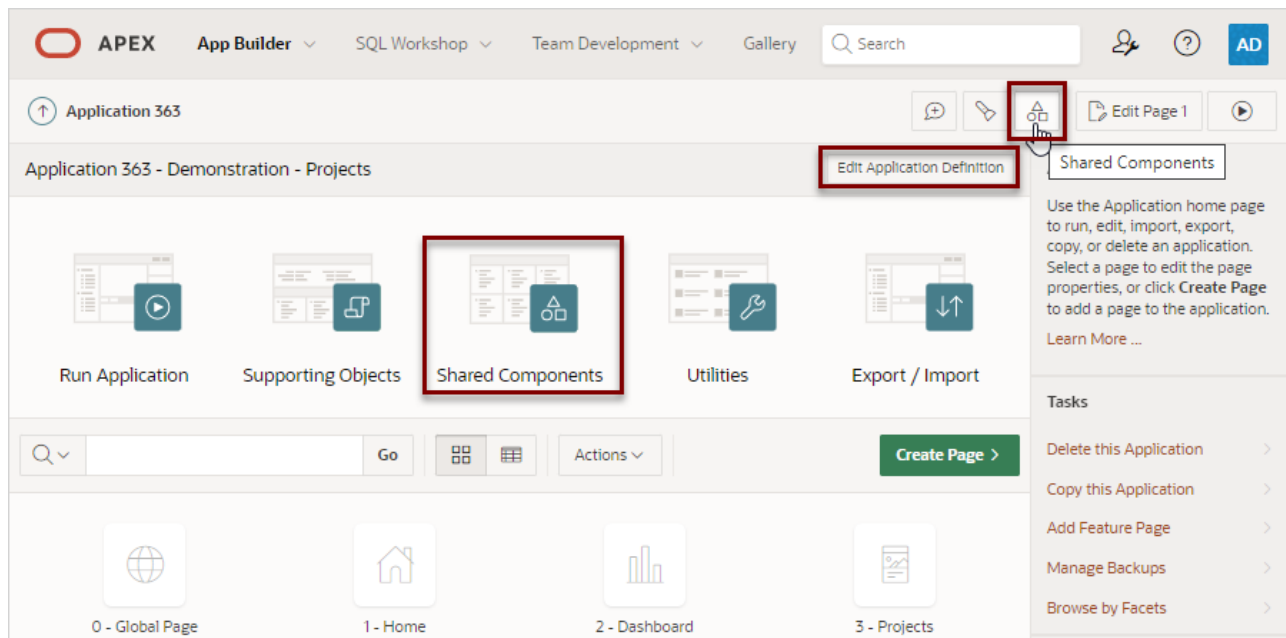 APEX
App Builder
SQL Workshop
Team Development
Gallery
Search
AD
Application 363
Edit Page 1
Application 363 - Demonstration - Projects
Edit Application Definition
Shared Components
Use the Application home page
to run, edit, import, export,
copy, or delete an application.
Select a page to edit the page
properties, or click Create Page
to add a page to the application.
Learn More ...
Run Application
Supporting Objects
Shared Components
Utilities
Export / Import
Tasks
Go
Actions
Create Page
Delete this Application
Copy this Application
Add Feature Page
Manage Backups
Browse by Facets
0 - Global Page
1 - Home
2 - Dashboard
3 - Projects